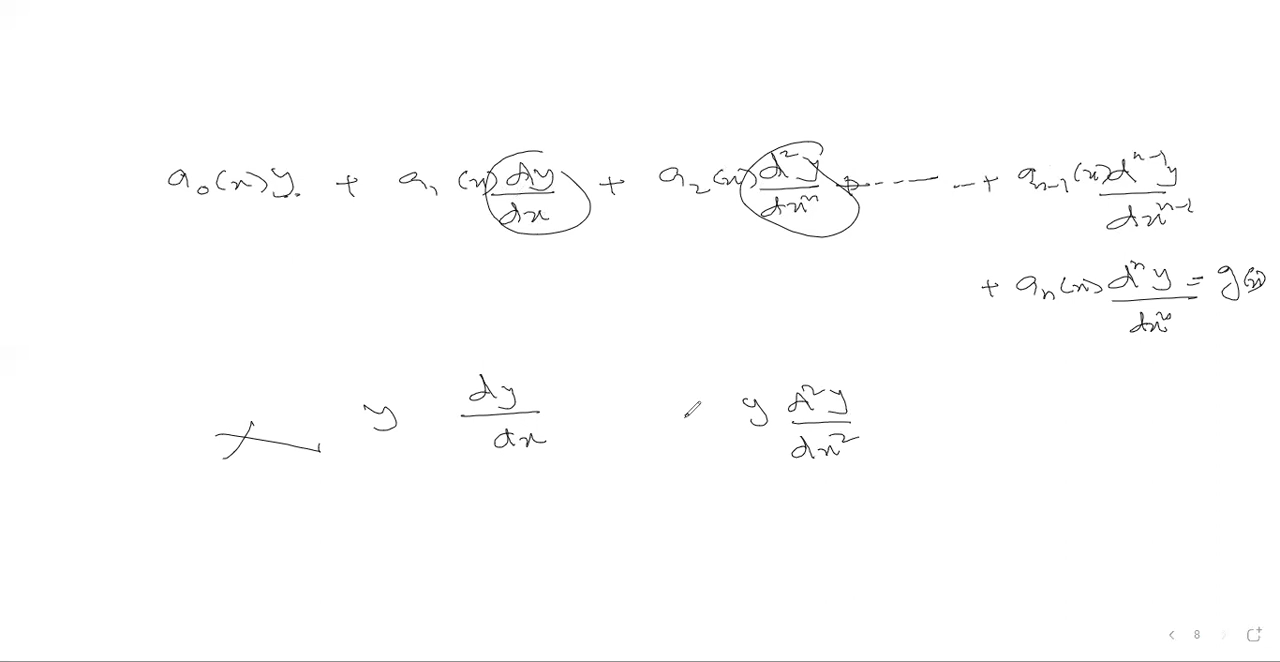 a₀(x)y + a₁(x) dy/dx + a₂(x) d²y/dxⁿ + ------ --+ aₙ₋₁(x) dⁿ⁻¹y/dxⁿ⁻¹
+ aₙ(x) dⁿy/dxⁿ = g(x)
y dy/dx y d²y/dx²
8